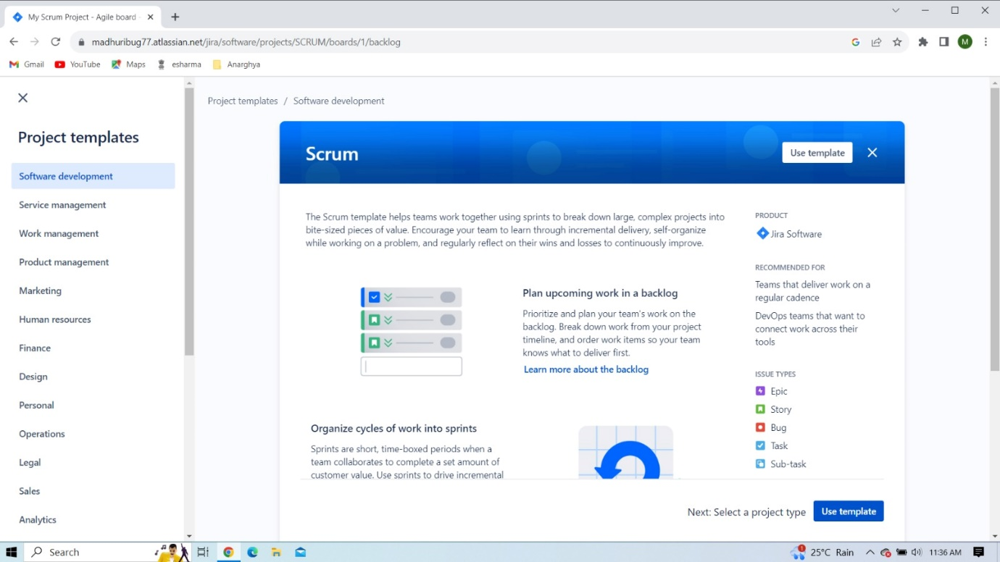 My Scrum Project - Agile board
madhuribug77.atlassian.net/jira/software/projects/SCRUM/boards/1/backlog
M
Gmail
YouTube
Maps
esharma
Anarghya
Project templates
Software development
Service management
Work management
Product management
Marketing
Human resources
Finance
Design
Personal
Operations
Legal
Sales
Analytics
Project templates / Software development
Scrum
Use template
The Scrum template helps teams work together using sprints to break down large, complex projects into
bite-sized pieces of value. Encourage your team to learn through incremental delivery, self-organize
while working on a problem, and regularly reflect on their wins and losses to continuously improve.
Plan upcoming work in a backlog
Prioritize and plan your team's work on the
backlog. Break down work from your project
timeline, and order work items so your team
knows what to deliver first.
Learn more about the backlog
Organize cycles of work into sprints
Sprints are short, time-boxed periods when a
team collaborates to complete a set amount of
customer value. Use sprints to drive incremental
PRODUCT
Jira Software
RECOMMENDED FOR
Teams that deliver work on a
regular cadence
DevOps teams that want to
connect work across their
tools
ISSUE TYPES
Epic
Story
Bug
Task
Sub-task
Next: Select a project type
Use template
Search
1
25°C Rain
11:36 AM